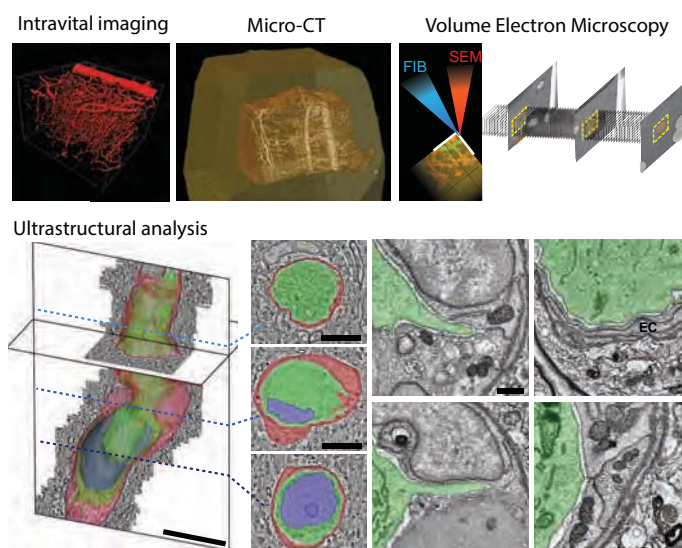 Intravital imaging
Micro-CT
Volume Electron Microscopy
FIB
SEM
Ultrastructural analysis
EC